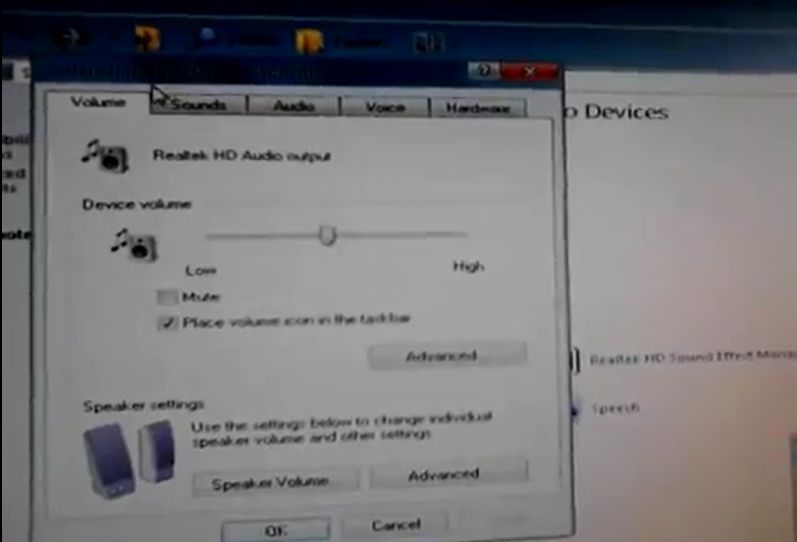 o Devices
Volume
Sounds
Audio
Voice
Hardware
Realtek HD Audio output
Device volume
Low
High
Mute
Place volume icon in the taskbar
Advanced
Realtek HD Sound Effect
Speech
Speaker settings
Use the settings below to change individual
speaker volume and other settings
Speaker Volume
Advanced
OK
Cancel